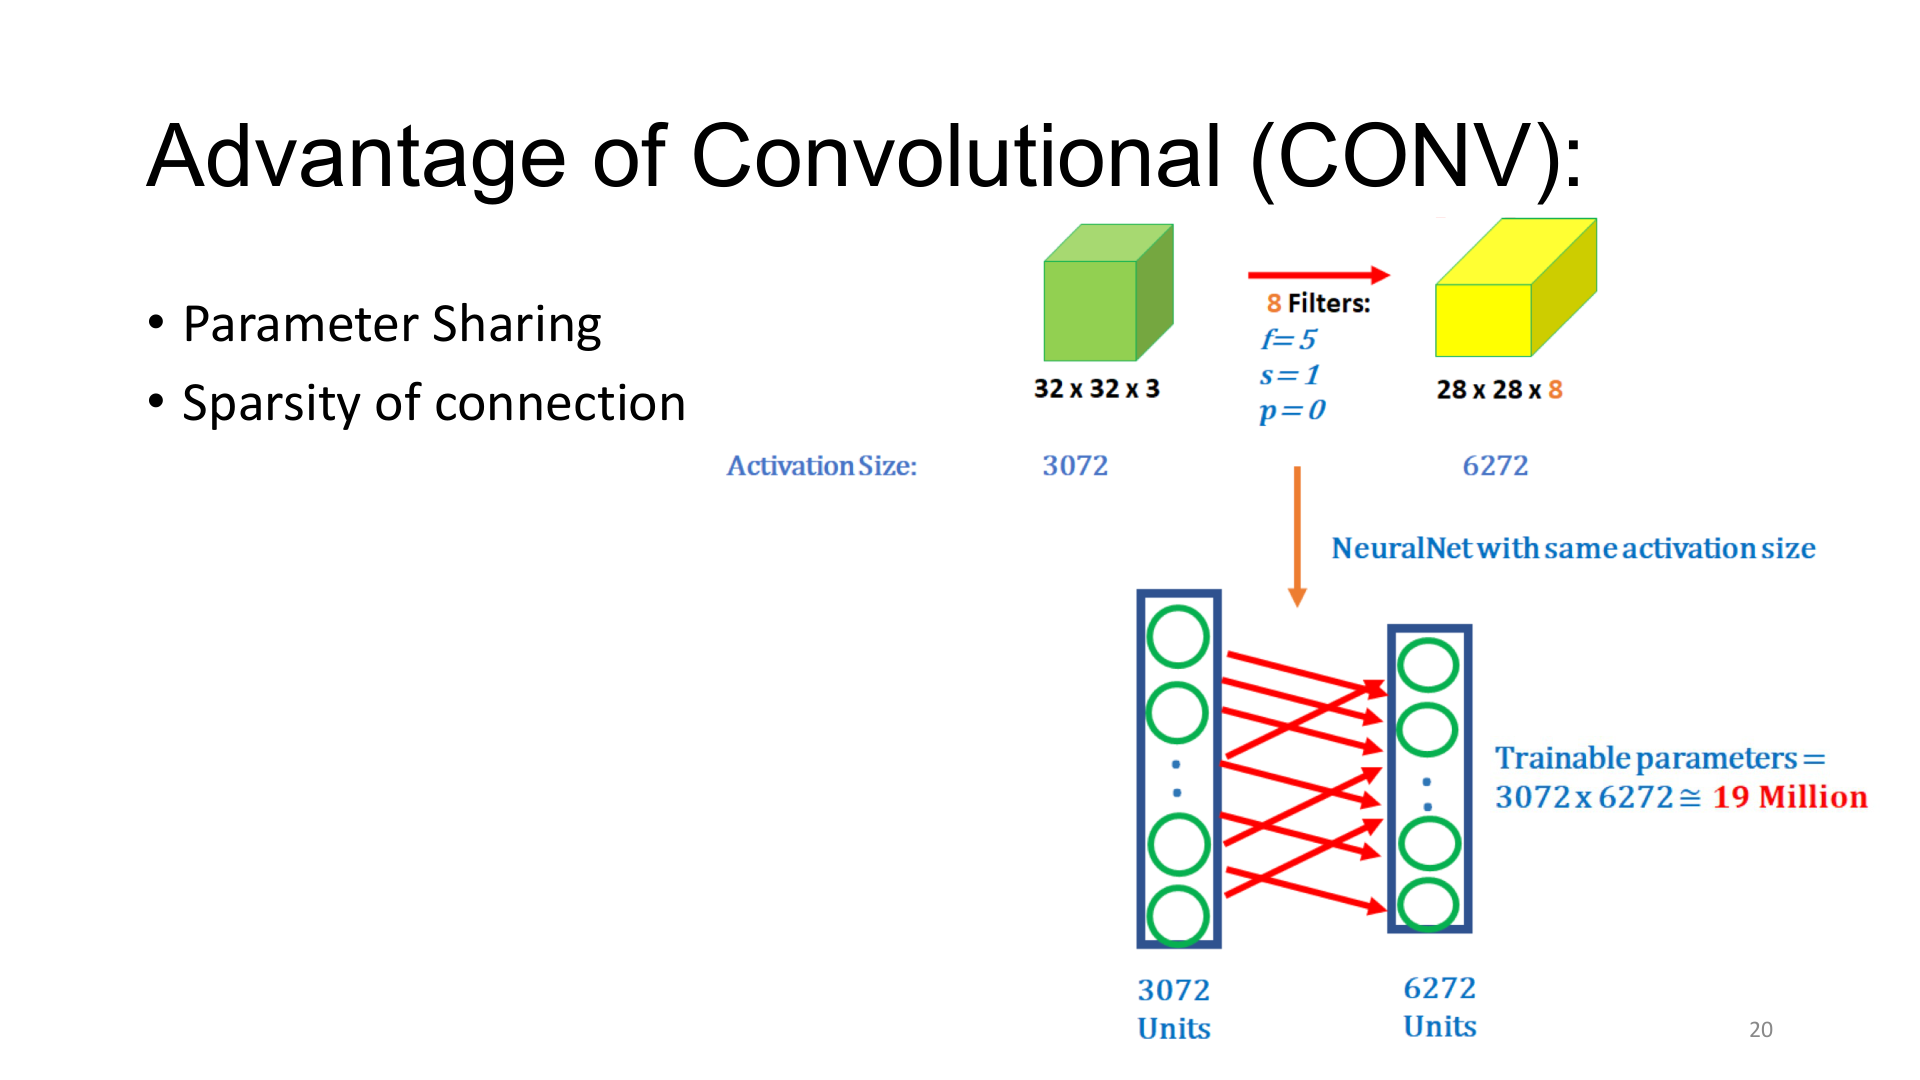 Advantage of Convolutional (CONV):
• Parameter Sharing
• Sparsity of connection
8 Filters:
f= 5
s= 1
p= 0
32 x 32 x 3
28 x 28 x 8
Activation Size:
3072
6272
NeuralNet with same activation size
Trainable parameters =
3072 x 6272 ≅ 19 Million
3072
Units
6272
Units
20